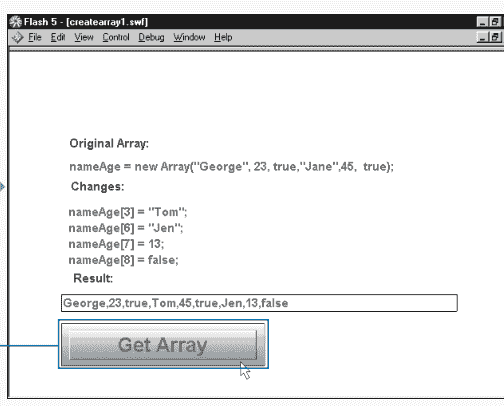 Flash 5 - [createarray1.swf]
File Edit View Control Debug Window Help
Original Array:
nameAge = new Array("George", 23, true,"Jane",45, true);
Changes:
nameAge[3] = "Tom";
nameAge[6] = "Jen";
nameAge[7] = 13;
nameAge[8] = false;
Result:
George,23,true,Tom,45,true,Jen,13,false
Get Array